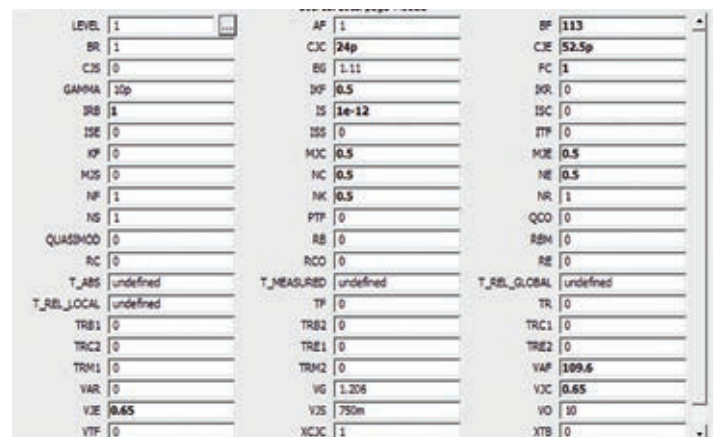 LEVEL 1 ... AF 1 BF 113
BR 1 CJC 24p CJE 52.5p
CJS 0 EG 1.11 FC 1
GAMMA 10p IKF 0.5 IKR 0
IRB 1 IS 1e-12 ISC 0
ISE 0 ISS 0 ITF 0
KF 0 MJC 0.5 MJE 0.5
MJS 0 NC 0.5 NE 0.5
NF 1 NK 0.5 NR 1
NS 1 PTF 0 QCO 0
QUASIMOD 0 RB 0 RBM 0
RC 0 RCO 0 RE 0
T_ABS undefined T_MEASURED undefined T_REL_GLOBAL undefined
T_REL_LOCAL undefined TF 0 TR 0
TRB1 0 TRB2 0 TRC1 0
TRC2 0 TRE1 0 TRE2 0
TRM1 0 TRM2 0 VAF 109.6
VAR 0 VG 1.206 VJC 0.65
VJE 0.65 VJS 750m VO 10
VTF 0 XCJC 1 XTB 0